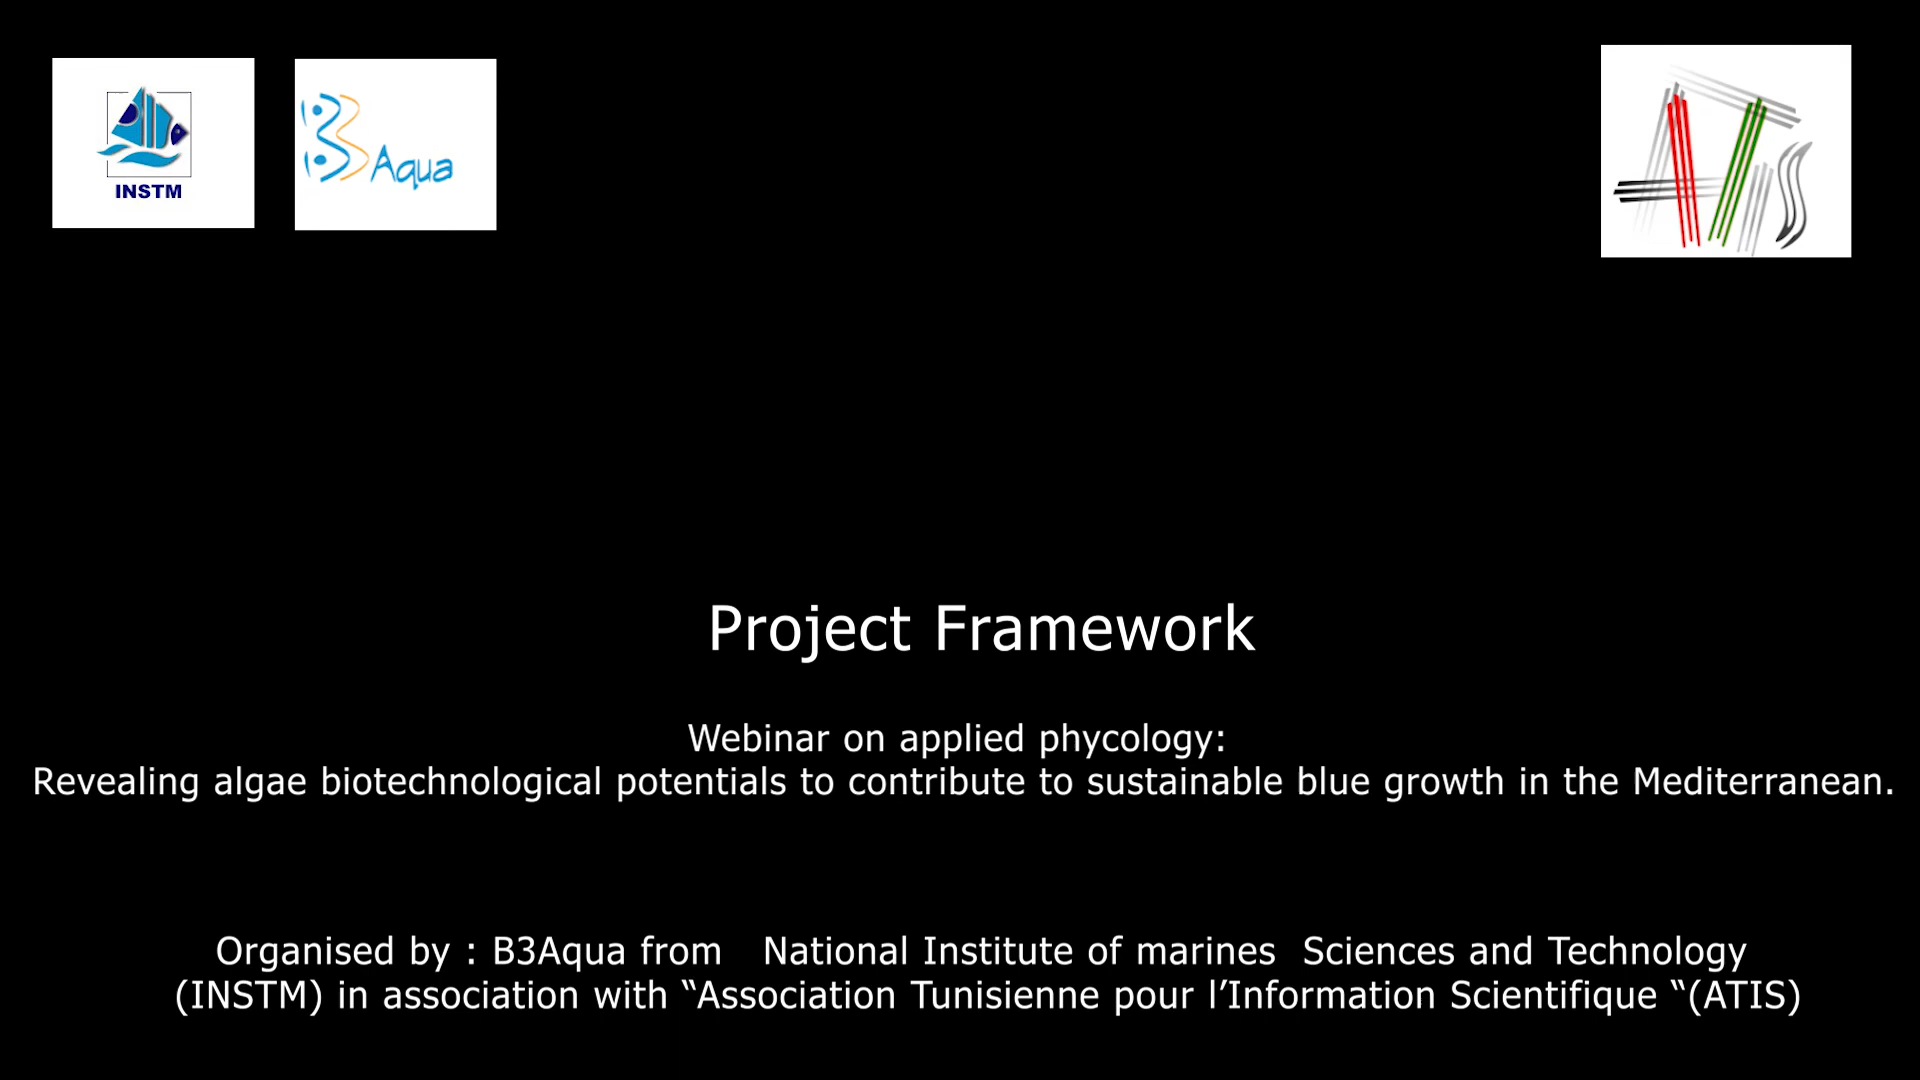 INSTM
B3 Aqua
ATIS
Project Framework
Webinar on applied phycology:
Revealing algae biotechnological potentials to contribute to sustainable blue growth in the Mediterranean.
Organised by : B3Aqua from   National Institute of marines  Sciences and Technology
(INSTM) in association with “Association Tunisienne pour l’Information Scientifique “(ATIS)